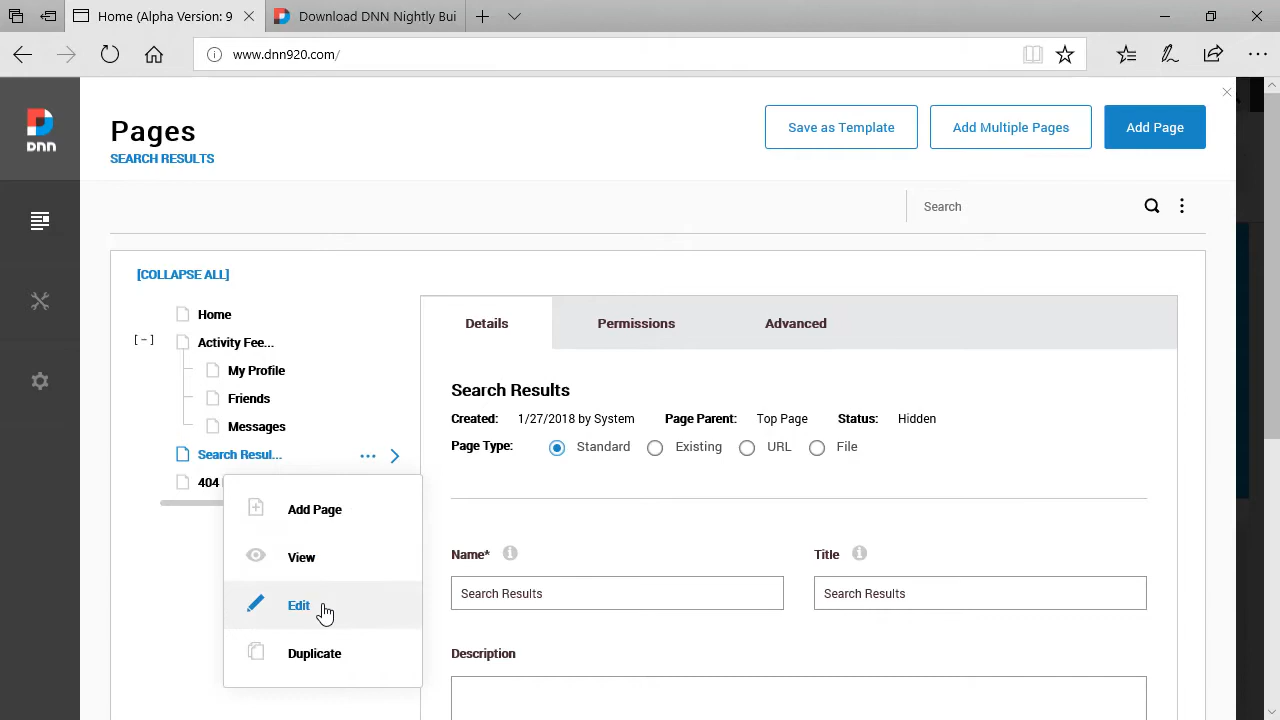 Home (Alpha Version: 9
Download DNN Nightly Bui
www.dnn920.com/
DNN
Pages
SEARCH RESULTS
Save as Template
Add Multiple Pages
Add Page
Search
[COLLAPSE ALL]
Home
[-]
Activity Fee...
My Profile
Friends
Messages
Search Resul...
404
Add Page
View
Edit
Duplicate
Details
Permissions
Advanced
Search Results
Created: 1/27/2018 by System Page Parent: Top Page Status: Hidden
Page Type: Standard Existing URL File
Name* Title
Search Results Search Results
Description